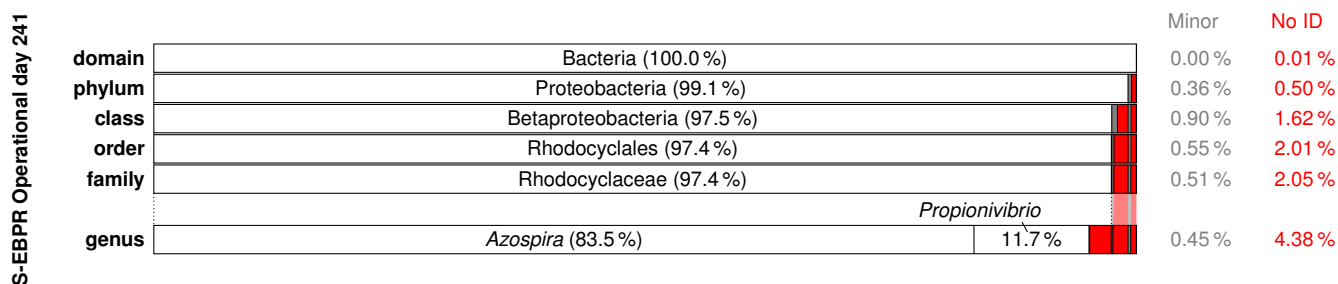 S-EBPR Operational day 241
Minor No ID
domain Bacteria (100.0 %) 0.00 % 0.01 %
phylum Proteobacteria (99.1 %) 0.36 % 0.50 %
class Betaproteobacteria (97.5 %) 0.90 % 1.62 %
order Rhodocyclales (97.4 %) 0.55 % 2.01 %
family Rhodocyclaceae (97.4 %) 0.51 % 2.05 %
Propionivibrio
genus Azospira (83.5 %) 11.7 % 0.45 % 4.38 %